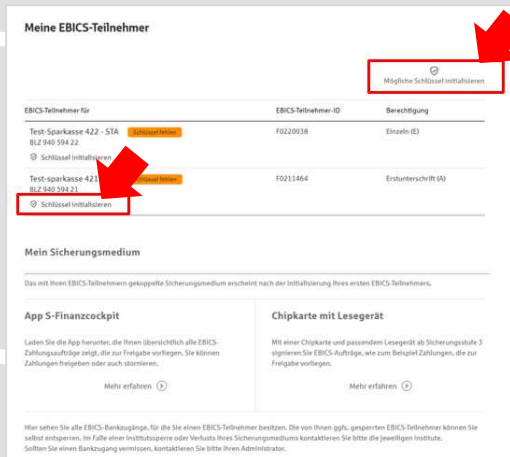 Meine EBICS-Teilnehmer
Mögliche Schlüssel initialisieren
EBICS-Teilnehmer für EBICS-Teilnehmer-ID Berechtigung
Test-Sparkasse 422 - STA Schlüssel fehlen F0220038 Einzeln (E)
BLZ 940 594 22
Schlüssel initialisieren
Test-sparkasse 421 fehlen F0211464 Erstunterschrift (A)
BLZ 940 594 21
Schlüssel initialisieren
Mein Sicherungsmedium
Das mit Ihren EBICS-Teilnehmern gekoppelte Sicherungsmedium erscheint nach der Initialisierung Ihres ersten EBICS-Teilnehmers.
App S-Finanzcockpit
Laden Sie die App herunter, die Ihnen übersichtlich alle EBICS-
Zahlungsaufträge zeigt, die zur Freigabe vorliegen. Sie können
Zahlungen freigeben oder auch stornieren.
Mehr erfahren
Chipkarte mit Lesegerät
Mit einer Chipkarte und passendem Lesegerät ab Sicherungsstufe 3
signieren Sie EBICS-Aufträge, wie zum Beispiel Zahlungen, die zur
Freigabe vorliegen.
Mehr erfahren
Hier sehen Sie alle EBICS-Bankzugänge, für die Sie einen EBICS-Teilnehmer besitzen. Die von Ihnen ggfs. gesperrten EBICS-Teilnehmer können Sie
selbst entsperren. Im Falle einer Institutssperre oder Verlusts Ihres Sicherungsmediums kontaktieren Sie bitte die jeweiligen Institute.
Sollten Sie einen Bankzugang vermissen, kontaktieren Sie bitte Ihren Administrator.